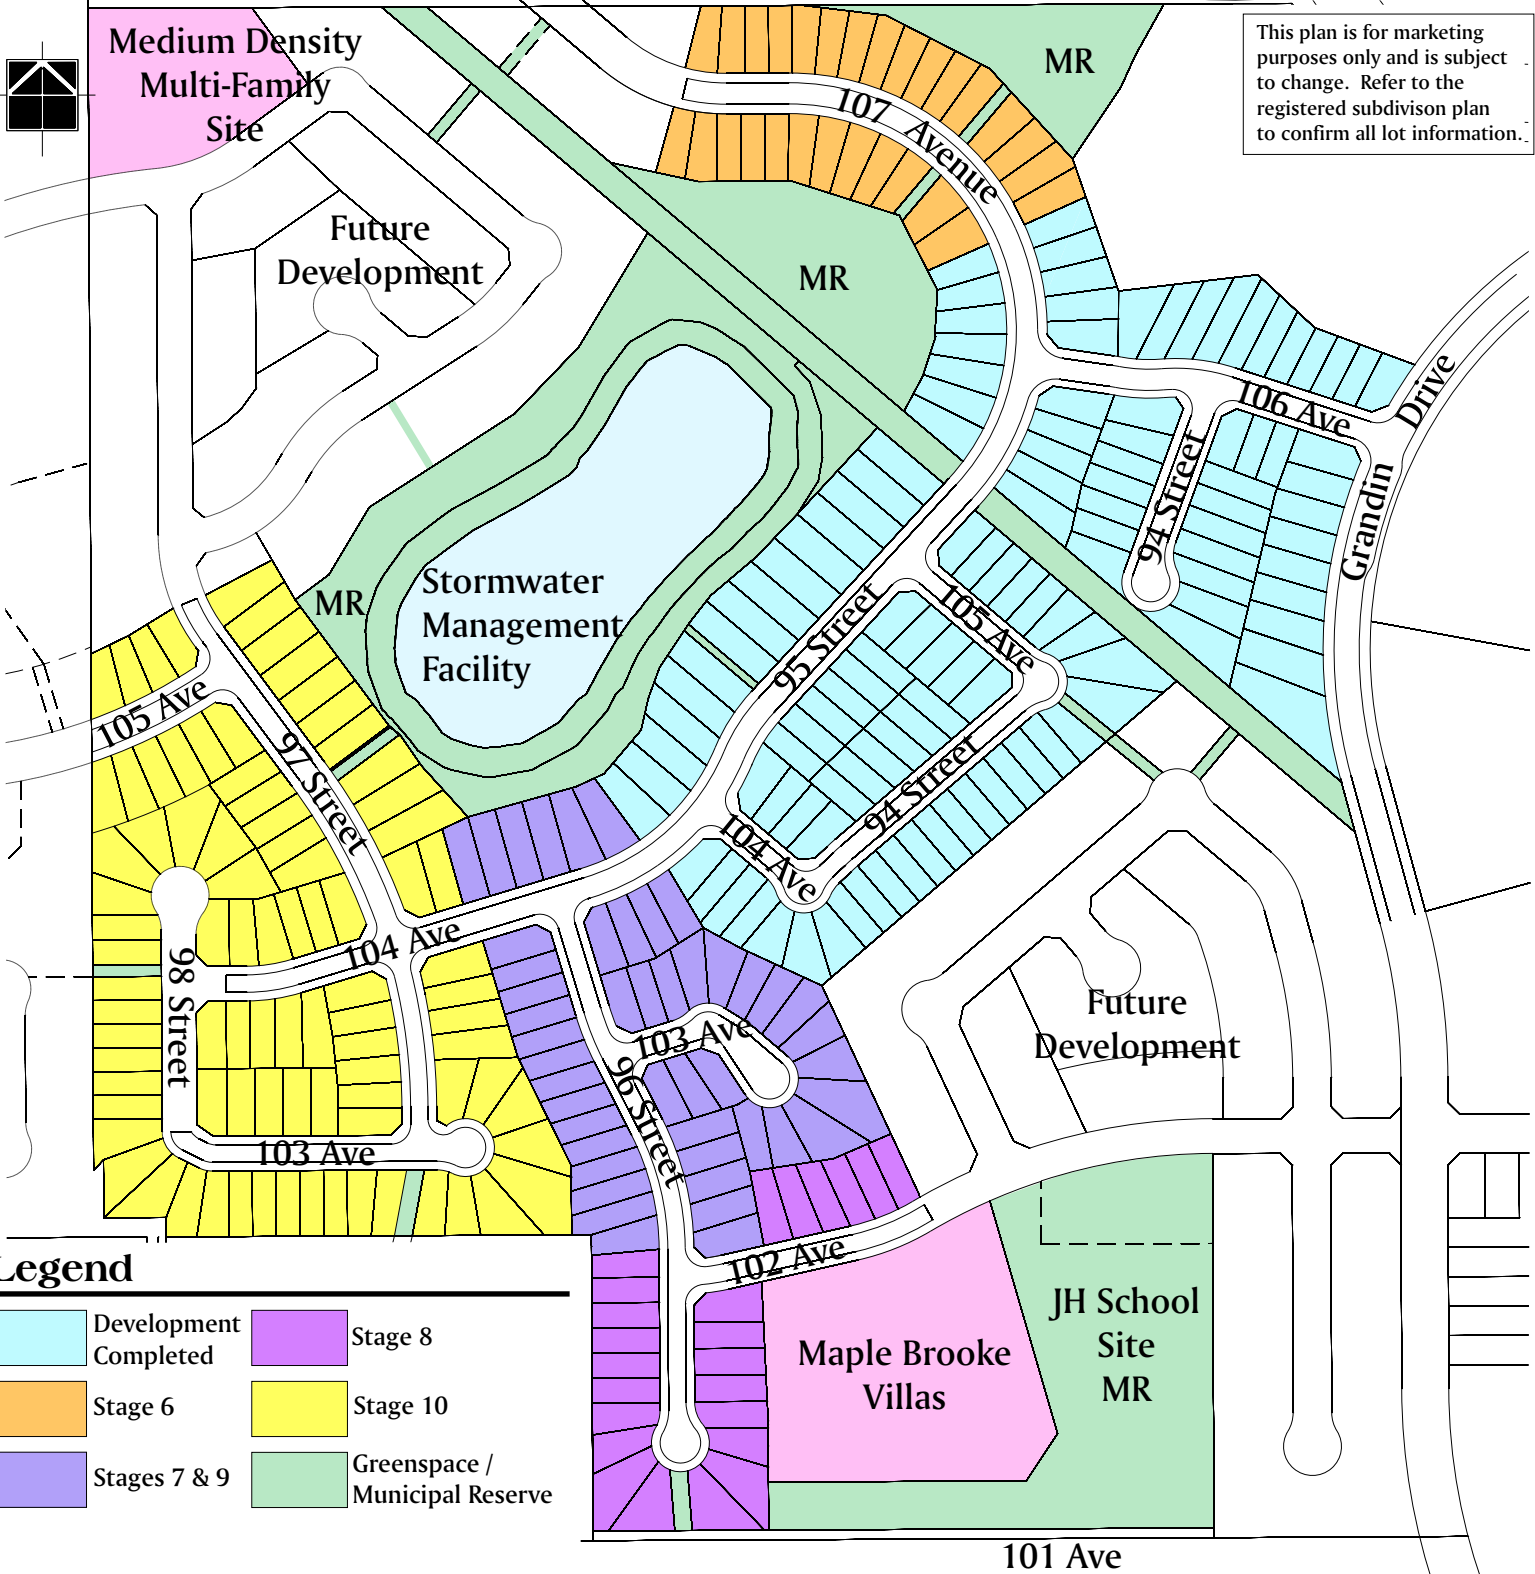 Medium Density
Multi-Family
Site
This plan is for marketing
purposes only and is subject
to change. Refer to the
registered subdivison plan
to confirm all lot information.
MR
107 Avenue
Future
Development
MR
106 Ave
Grandin Drive
94 Street
Stormwater
Management
Facility
MR
95 Street
105 Ave
105 Ave
97 Street
94 Street
104 Ave
104 Ave
98 Street
103 Ave
96 Street
Future
Development
103 Ave
102 Ave
Maple Brooke
Villas
JH School
Site
MR
101 Ave
Legend
Development
Completed
Stage 8
Stage 6
Stage 10
Stages 7 & 9
Greenspace /
Municipal Reserve